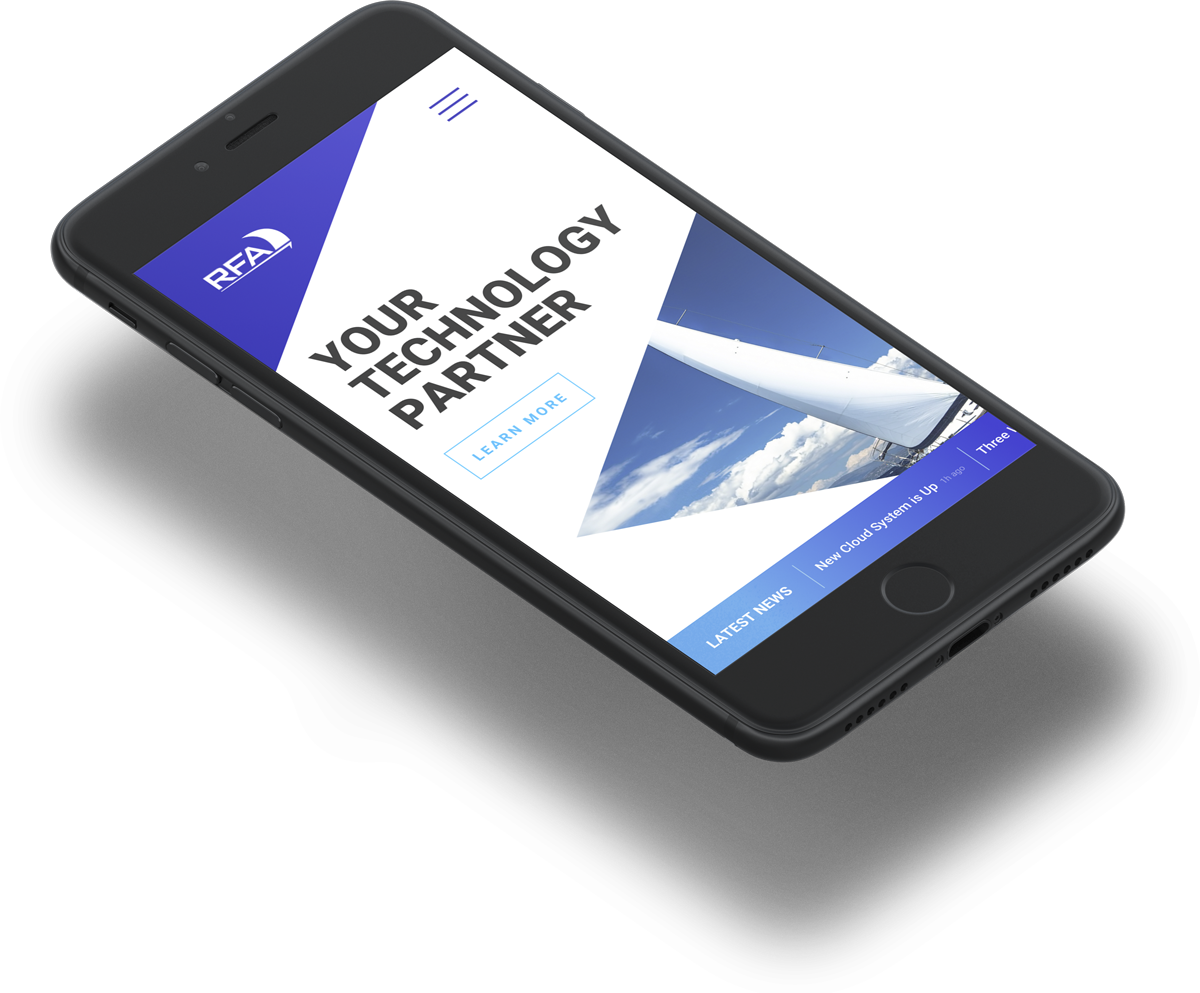 RFA
YOUR
TECHNOLOGY
PARTNER
LEARN MORE
LATEST NEWS
New Cloud System is Up 1h ago
Three